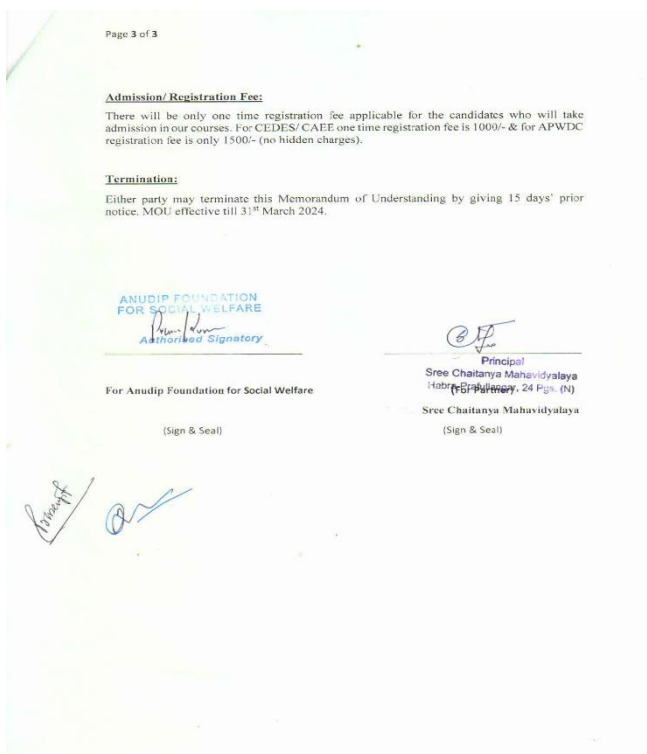 Page 3 of 3
Admission/ Registration Fee:
There will be only one time registration fee applicable for the candidates who will take
admission in our courses. For CEDES/ CAEE one time registration fee is 1000/- & for APWDC
registration fee is only 1500/- (no hidden charges).
Termination:
Either party may terminate this Memorandum of Understanding by giving 15 days' prior
notice. MOU effective till 31st March 2024.
ANUDIP FOUNDATION
FOR SOCIAL WELFARE
Authorised Signatory
For Anudip Foundation for Social Welfare
(Sign & Seal)
Principal
Sree Chaitanya Mahavidyalaya
24 Pgs. (N)
Sree Chaitanya Mahavidyalaya
(Sign & Seal)